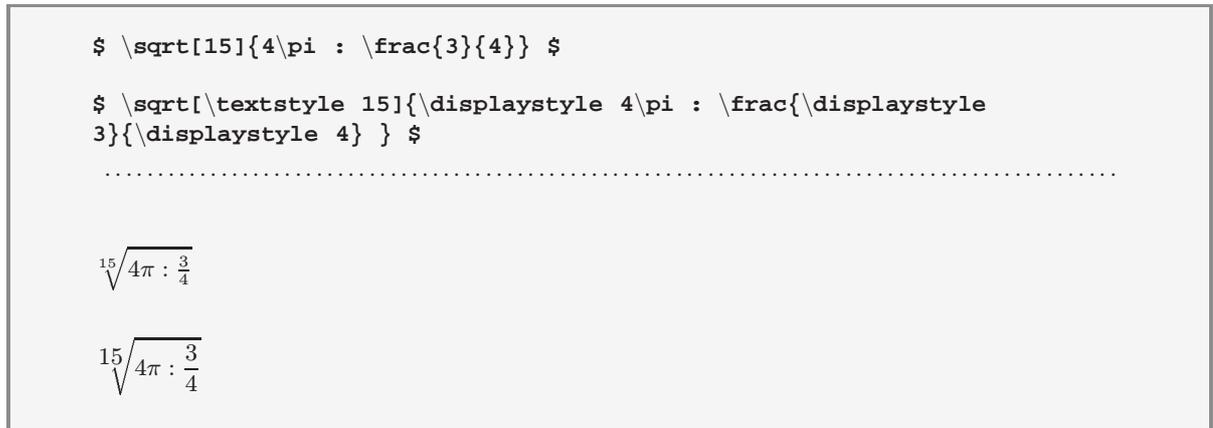 $ \sqrt[15]{4\pi : \frac{3}{4}} $
$ \sqrt[\textstyle 15]{\displaystyle 4\pi : \frac{\displaystyle
3}{\displaystyle 4} } $
15√4π : 3/4
15√4π : 3/4